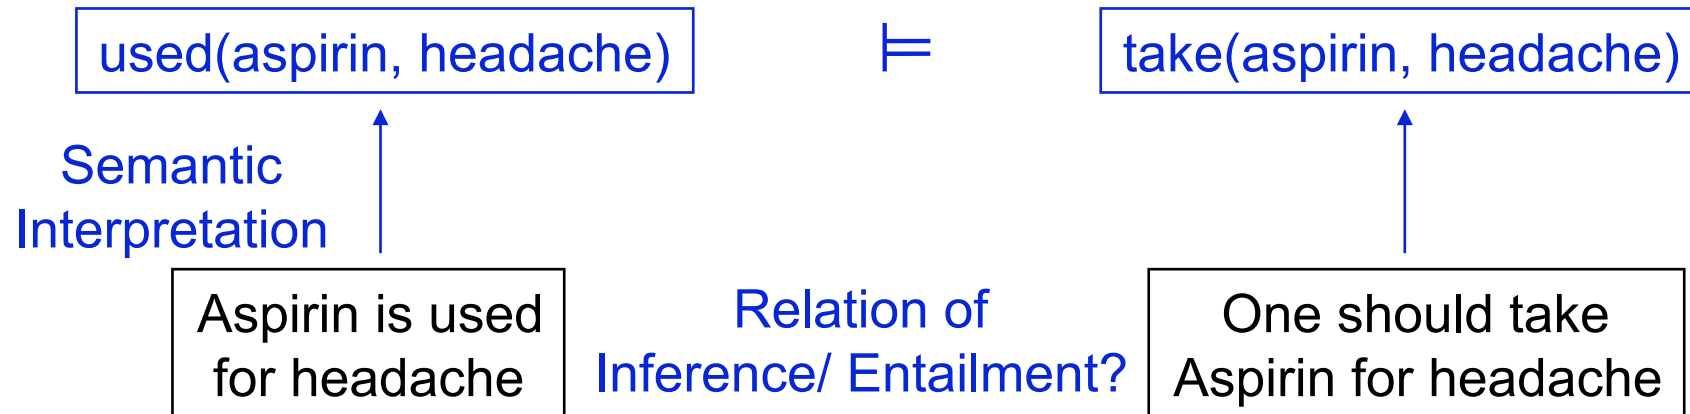 used(aspirin, headache) ⊨ take(aspirin, headache)
Semantic
Interpretation
Aspirin is used
for headache
Relation of
Inference/ Entailment?
One should take
Aspirin for headache